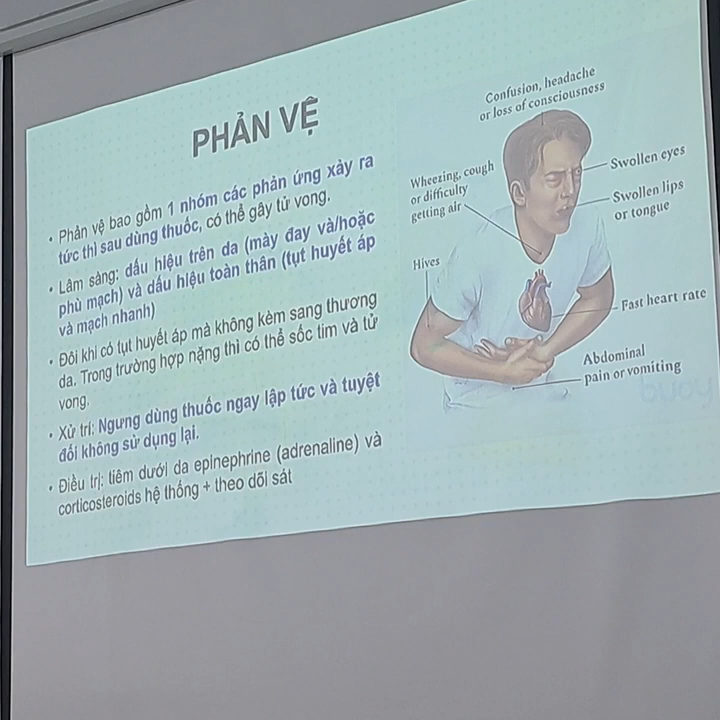 PHẢN VỆ
• Phản vệ bao gồm 1 nhóm các phản ứng xảy ra
tức thì sau dùng thuốc, có thể gây tử vong.
• Lâm sàng: dấu hiệu trên da (mày đay và/hoặc
phù mạch) và dấu hiệu toàn thân (tụt huyết áp
và mạch nhanh)
• Đôi khi có tụt huyết áp mà không kèm sang thương
da. Trong trường hợp nặng thì có thể sốc tim và tử
vong.
• Xử trí: Ngưng dùng thuốc ngay lập tức và tuyệt
đối không sử dụng lại.
• Điều trị: tiêm dưới da epinephrine (adrenaline) và
corticosteroids hệ thống + theo dõi sát
Confusion, headache
or loss of consciousness
Wheezing, cough
or difficulty
getting air
Swollen eyes
Swollen lips
or tongue
Hives
Fast heart rate
Abdominal
pain or vomiting
buoy